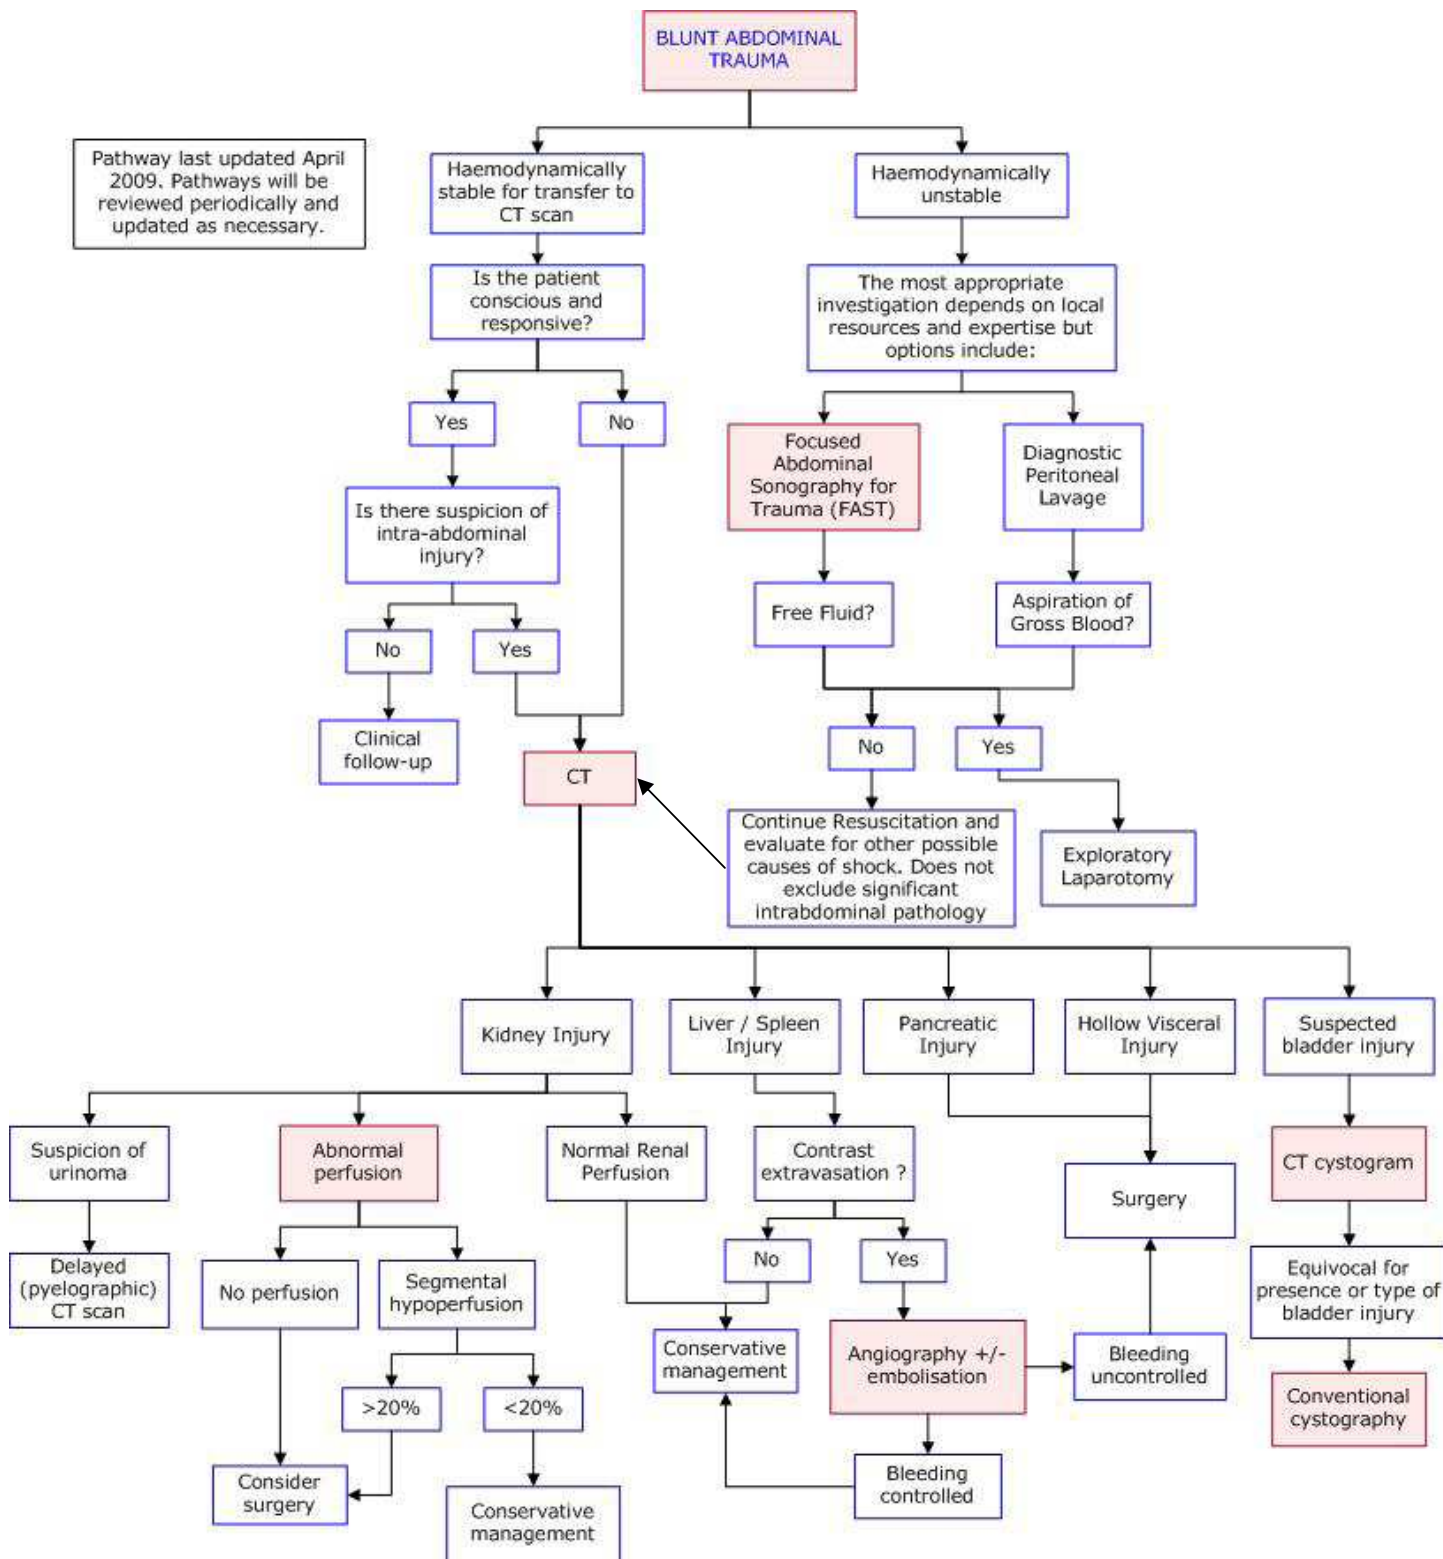 BLUNT ABDOMINAL
TRAUMA
Pathway last updated April
2009. Pathways will be
reviewed periodically and
updated as necessary.
Haemodynamically
stable for transfer to
CT scan
Haemodynamically
unstable
Is the patient
conscious and
responsive?
The most appropriate
investigation depends on local
resources and expertise but
options include:
Yes
No
Focused
Abdominal
Sonography for
Trauma (FAST)
Diagnostic
Peritoneal
Lavage
Is there suspicion of
intra-abdominal
injury?
Free Fluid?
Aspiration of
Gross Blood?
No
Yes
Clinical
follow-up
No
Yes
CT
Continue Resuscitation and
evaluate for other possible
causes of shock. Does not
exclude significant
intrabdominal pathology
Exploratory
Laparotomy
Kidney Injury
Liver / Spleen
Injury
Pancreatic
Injury
Hollow Visceral
Injury
Suspected
bladder injury
Suspicion of
urinoma
Abnormal
perfusion
Normal Renal
Perfusion
Contrast
extravasation ?
Surgery
CT cystogram
No
Yes
Delayed
(pyelographic)
CT scan
No perfusion
Segmental
hypoperfusion
Equivocal for
presence or type of
bladder injury
Conservative
management
Angiography +/-
embolisation
Bleeding
uncontrolled
>20%
<20%
Conventional
cystography
Consider
surgery
Conservative
management
Bleeding
controlled